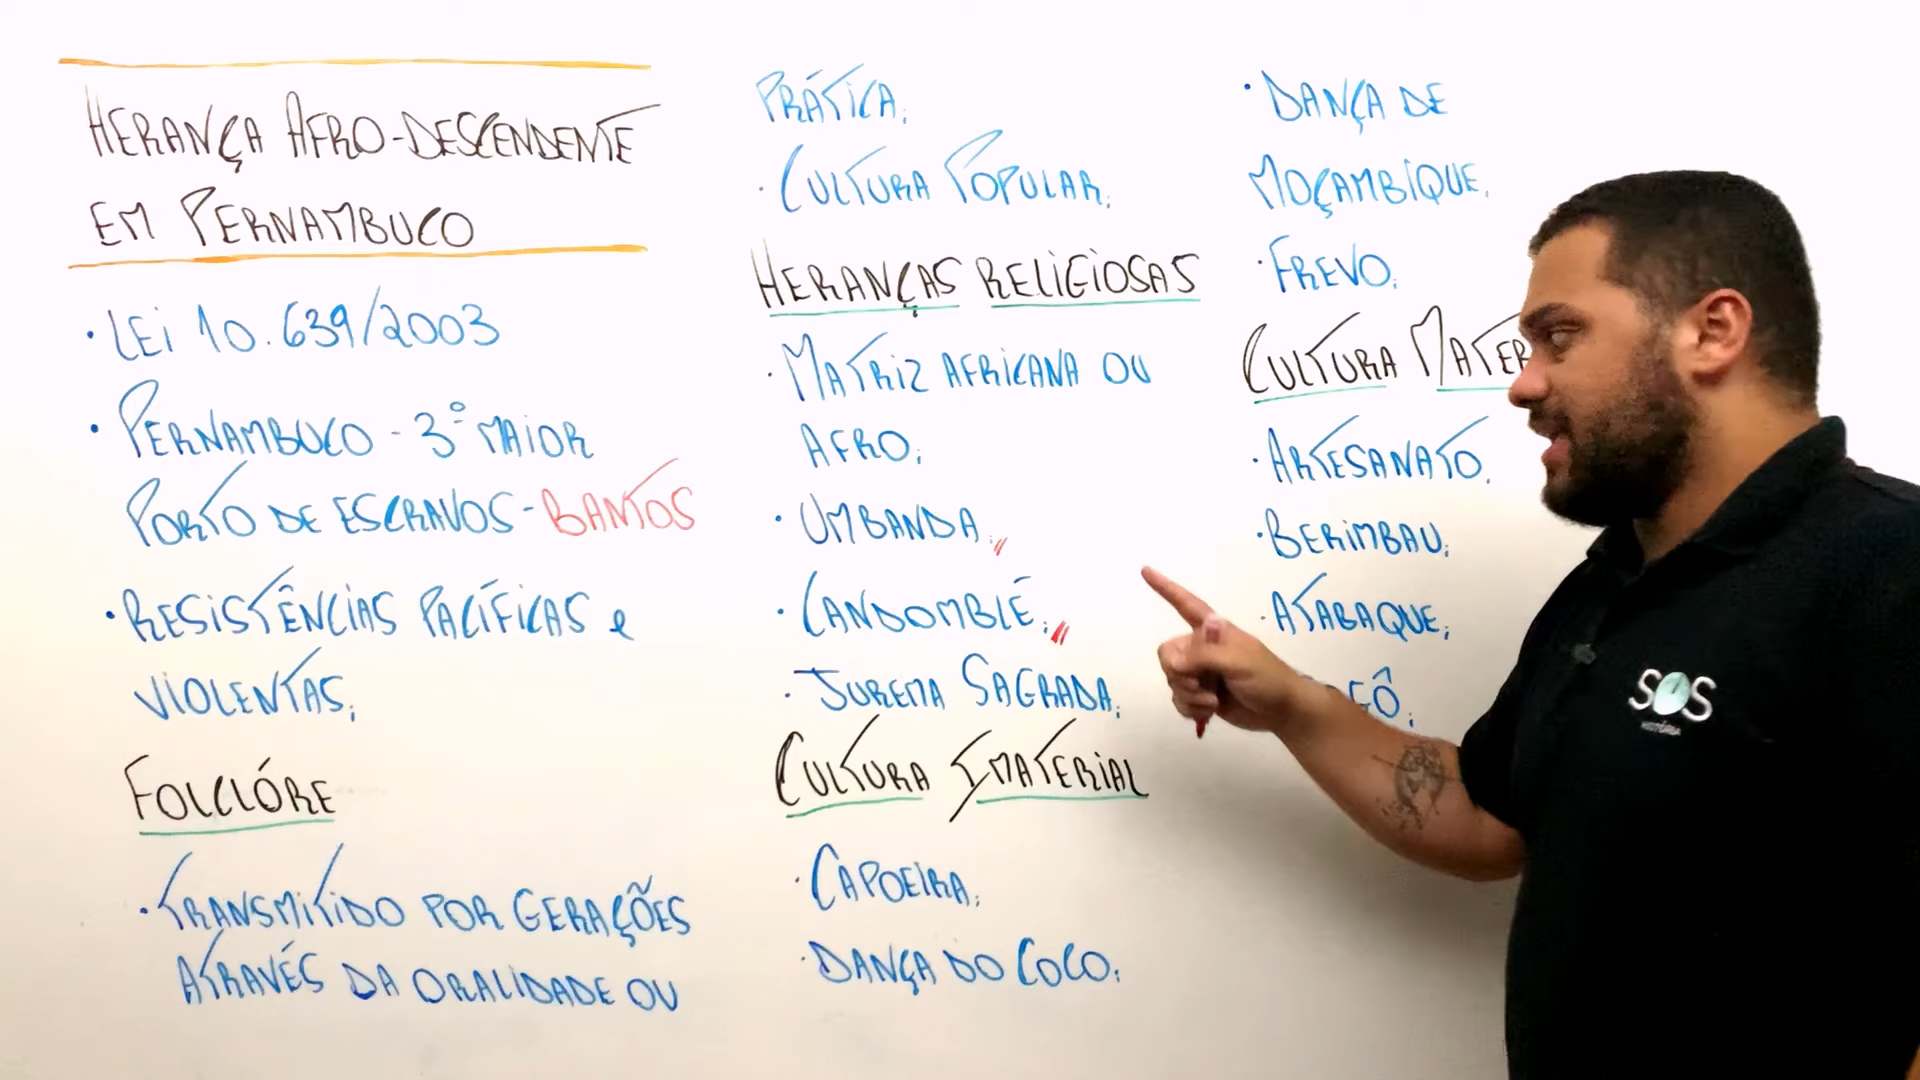 HERANÇA AFRO-DESCENDENTE
EM PERNAMBUCO
· LEI 10.639/2003
· PERNAMBUCO - 3º MAIOR
PORTO DE ESCRAVOS - BANTOS
· RESISTÊNCIAS PACÍFICAS e
VIOLENTAS;
FOLCLÓRE
· TRANSMITIDO POR GERAÇÕES
ATRAVÉS DA ORALIDADE OU
PRÁTICA;
· CULTURA POPULAR;
HERANÇAS RELIGIOSAS
· MATRIZ AFRICANA OU
AFRO;
· UMBANDA;
· CANDOMBLÉ;
· JUREMA SAGRADA;
CULTURA IMATERIAL
· CAPOEIRA;
· DANÇA DO COCO;
· DANÇA DE
MOÇAMBIQUE;
· FREVO;
CULTURA MATER
· ARTESANATO;
· BERIMBAU;
· ATABAQUE;
GÔ;
SOS
HISTÓRIA